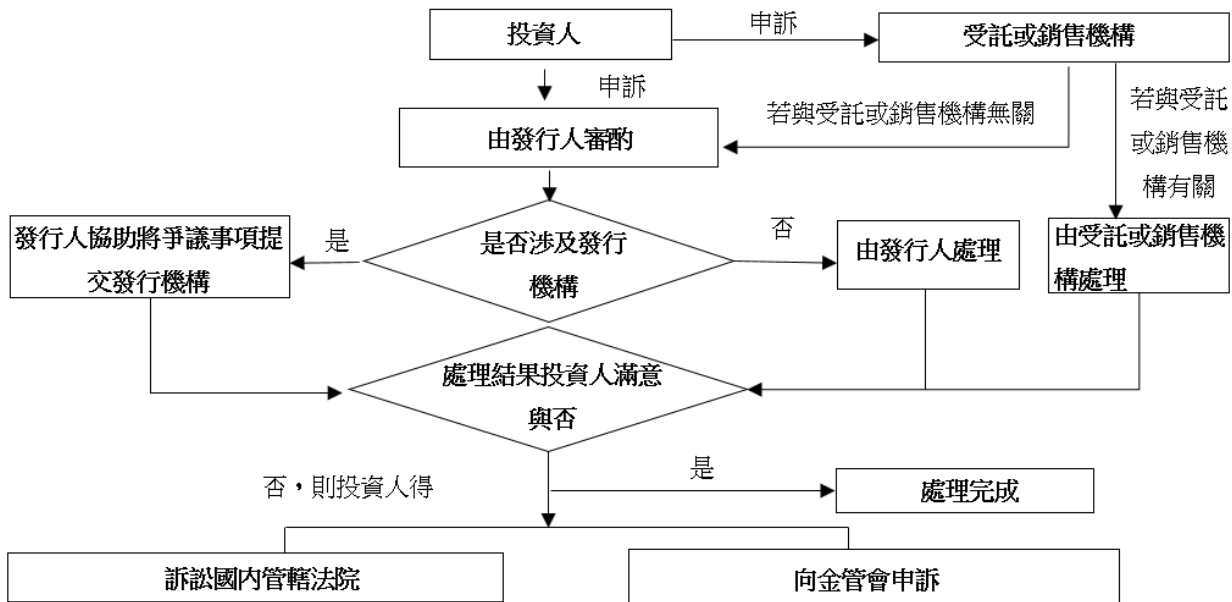 投資人
申訴
受託或銷售機構
申訴
若與受託或銷售機構無關
若與受託
或銷售機
構有關
由發行人審酌
是否涉及發行
機構
是
發行人協助將爭議事項提
交發行機構
否
由發行人處理
由受託或銷售機
構處理
處理結果投資人滿意
與否
否，則投資人得
是
處理完成
訴訟國內管轄法院
向金管會申訴